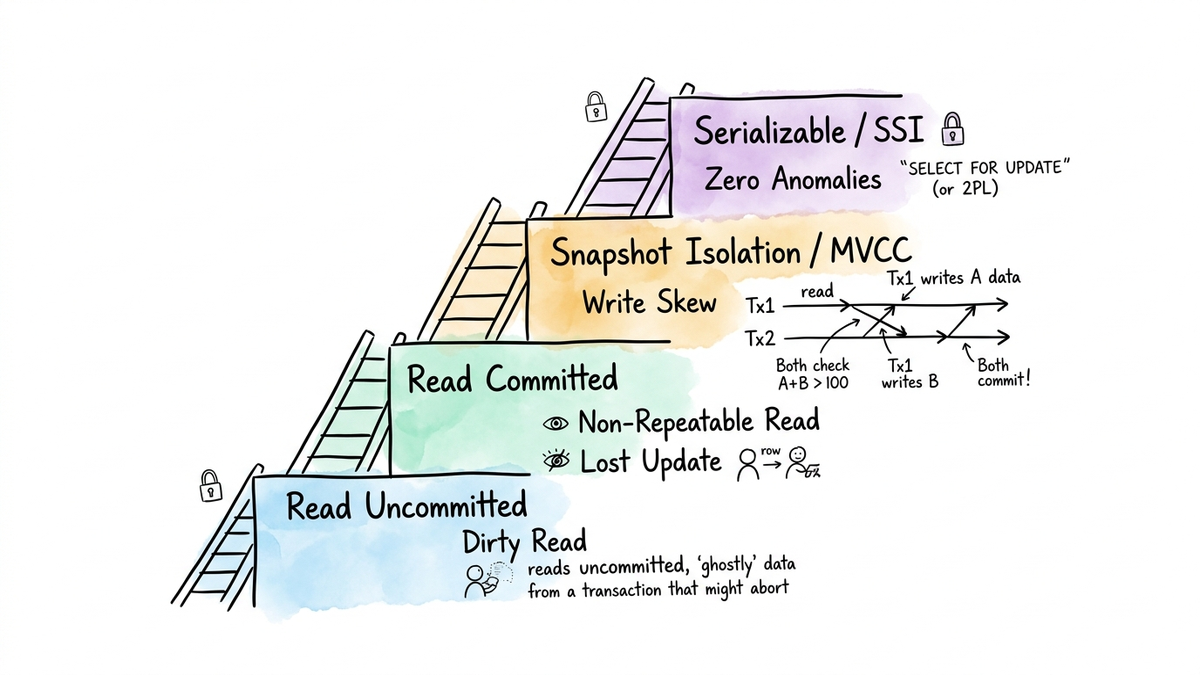 Serializable / SSI
Zero Anomalies
"SELECT FOR UPDATE"
(or 2PL)
Snapshot Isolation / MVCC
Write Skew
Tx1
read
Tx1 writes A data
Tx2
Both check
A+B > 100
Tx1
writes B
Both
commit!
Read Committed
Non-Repeatable Read
Lost Update
row
Read Uncommitted
Dirty Read
reads uncommitted, 'ghostly' data
from a transaction that might abort